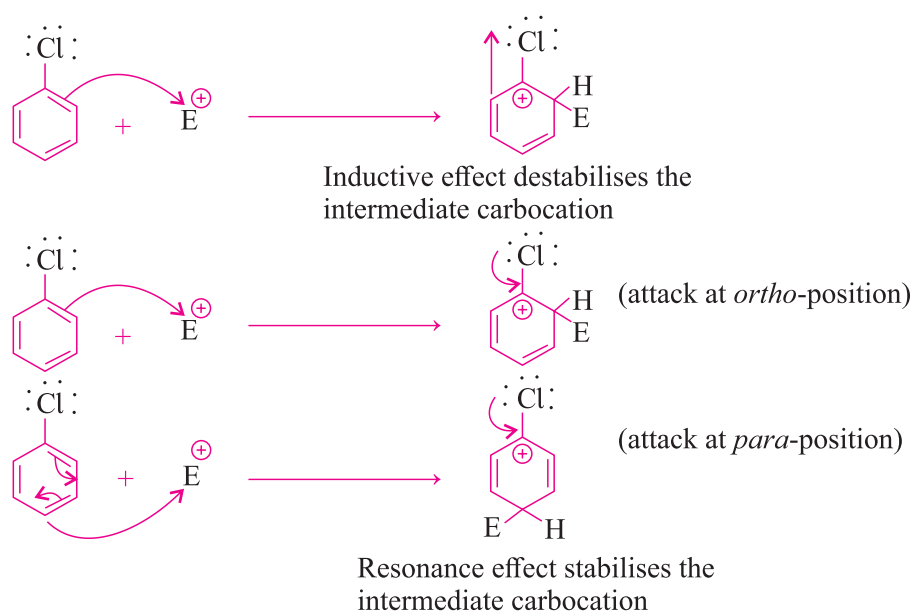 Cl
+ E⊕
Cl
⊕ H
E
Inductive effect destabilises the
intermediate carbocation
Cl
+ E⊕
Cl
⊕ H
E
(attack at ortho-position)
Cl
+ E⊕
Cl
⊕
E H
(attack at para-position)
Resonance effect stabilises the
intermediate carbocation